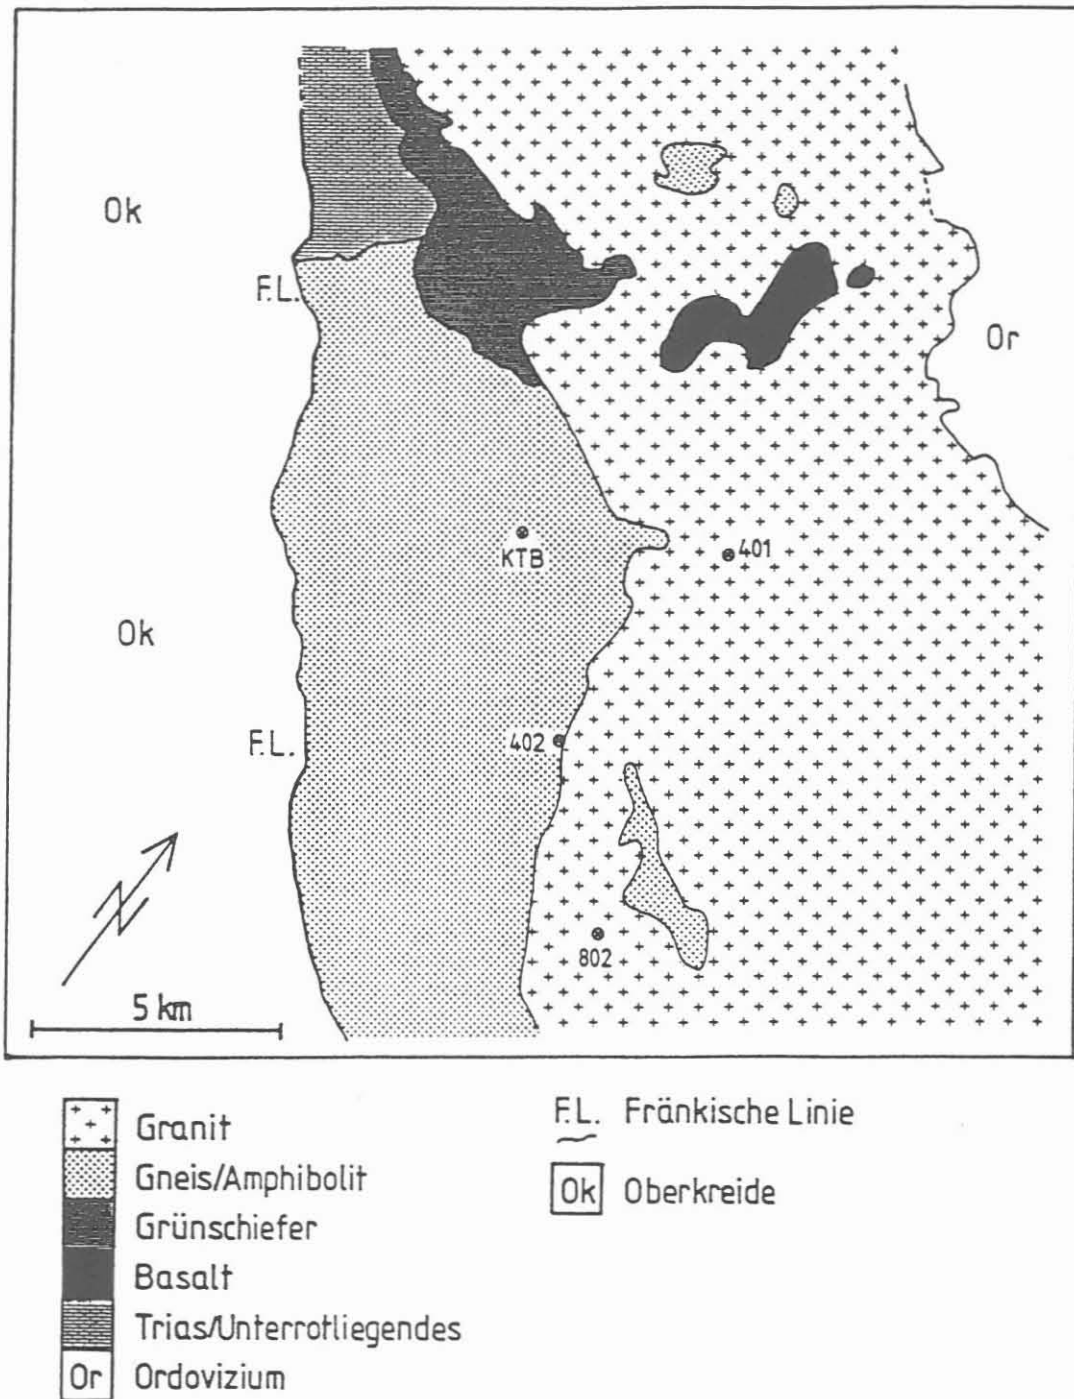 Ok
F.L.
Or
KTB
401
Ok
F.L.
402
802
5 km
Granit
Gneis/Amphibolit
Grünschiefer
Basalt
Trias/Unterrotliegendes
Or Ordovizium
F.L. Fränkische Linie
Ok Oberkreide